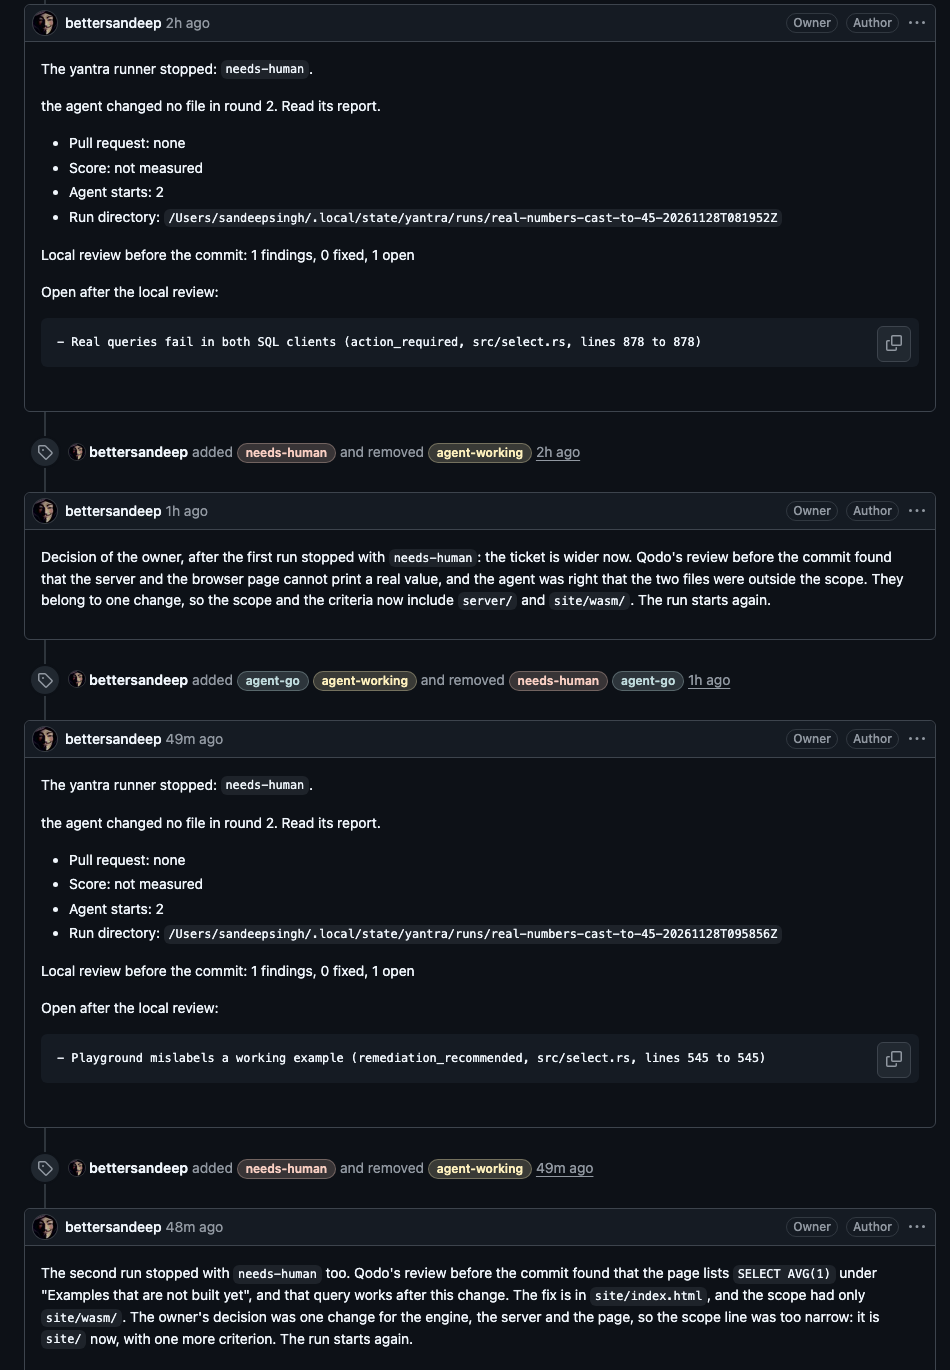 bettersandeep 2h ago Owner Author
The yantra runner stopped: needs-human .
the agent changed no file in round 2. Read its report.
• Pull request: none
• Score: not measured
• Agent starts: 2
• Run directory: /Users/sandeepsingh/.local/state/yantra/runs/real-numbers-cast-to-45-20261128T081952Z
Local review before the commit: 1 findings, 0 fixed, 1 open
Open after the local review:
– Real queries fail in both SQL clients (action_required, src/select.rs, lines 878 to 878)
bettersandeep added needs-human and removed agent-working 2h ago
bettersandeep 1h ago Owner Author
Decision of the owner, after the first run stopped with needs-human : the ticket is wider now. Qodo's review before the commit found
that the server and the browser page cannot print a real value, and the agent was right that the two files were outside the scope. They
belong to one change, so the scope and the criteria now include server/ and site/wasm/ . The run starts again.
bettersandeep added agent-go agent-working and removed needs-human agent-go 1h ago
bettersandeep 49m ago Owner Author
The yantra runner stopped: needs-human .
the agent changed no file in round 2. Read its report.
• Pull request: none
• Score: not measured
• Agent starts: 2
• Run directory: /Users/sandeepsingh/.local/state/yantra/runs/real-numbers-cast-to-45-20261128T095856Z
Local review before the commit: 1 findings, 0 fixed, 1 open
Open after the local review:
– Playground mislabels a working example (remediation_recommended, src/select.rs, lines 545 to 545)
bettersandeep added needs-human and removed agent-working 49m ago
bettersandeep 48m ago Owner Author
The second run stopped with needs-human too. Qodo's review before the commit found that the page lists SELECT AVG(1) under
"Examples that are not built yet", and that query works after this change. The fix is in site/index.html , and the scope had only
site/wasm/ . The owner's decision was one change for the engine, the server and the page, so the scope line was too narrow: it is
site/ now, with one more criterion. The run starts again.